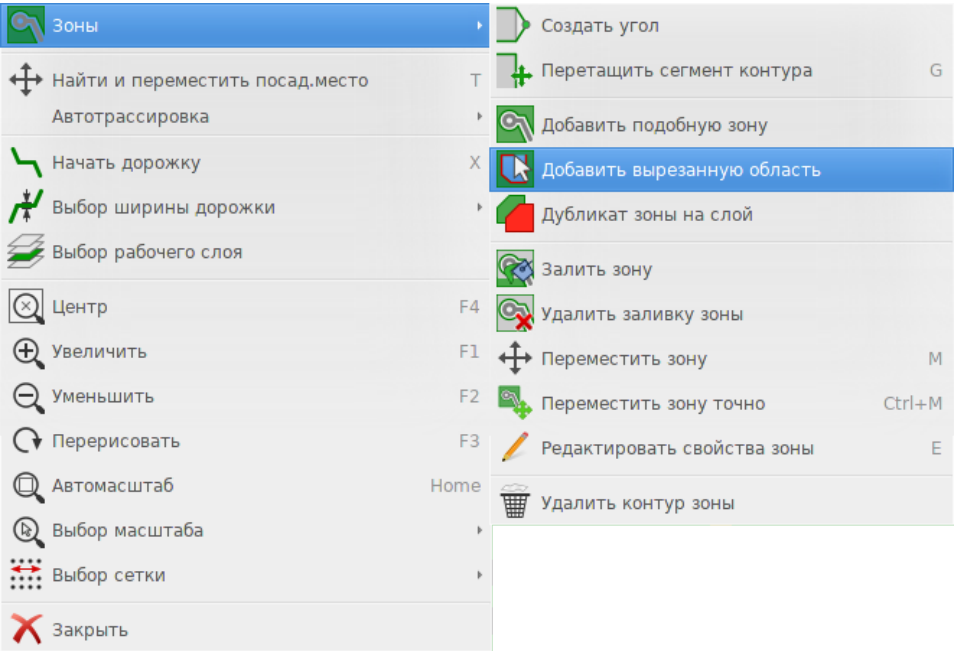 Зоны
Найти и переместить посад.место T
Автотрассировка
Начать дорожку X
Выбор ширины дорожки
Выбор рабочего слоя
Центр F4
Увеличить F1
Уменьшить F2
Перерисовать F3
Автомасштаб Home
Выбор масштаба
Выбор сетки
Закрыть
Создать угол
Перетащить сегмент контура G
Добавить подобную зону
Добавить вырезанную область
Дубликат зоны на слой
Залить зону
Удалить заливку зоны
Переместить зону M
Переместить зону точно Ctrl+M
Редактировать свойства зоны E
Удалить контур зоны